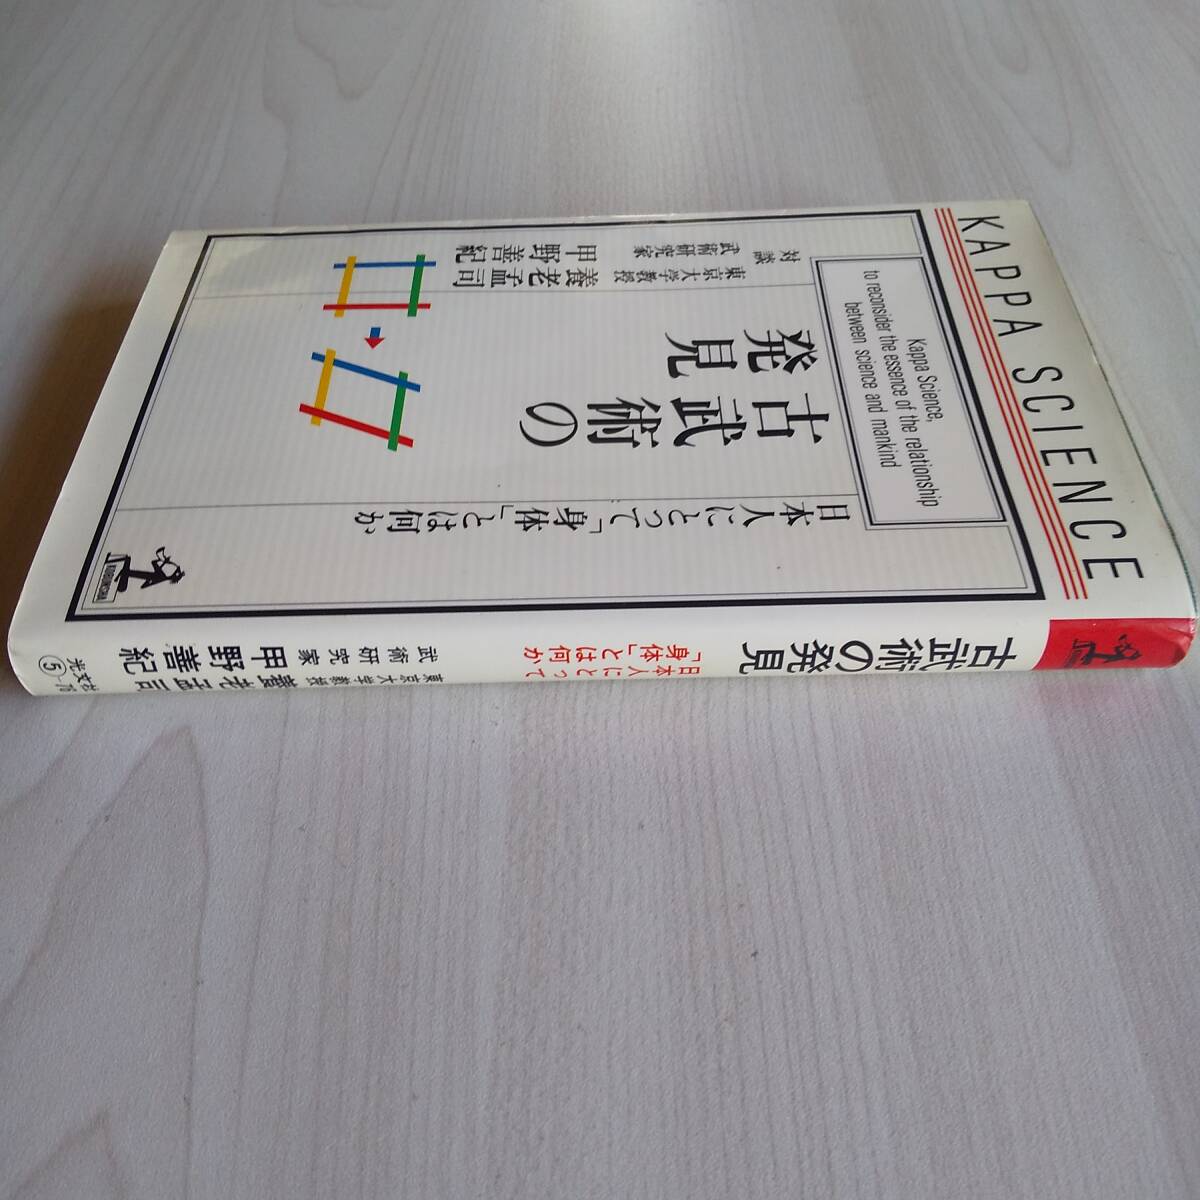 KAPPA SCIENCE
Kappa Science,
to reconsider the essence of the relationship
between science and mankind
日本人にとって「身体」とは何か
古武術の
発見
対談
東京大学教授
養老孟司
武術研究家
甲野善紀
KOBUNSHA
古武術の発見
日本人にとって
「身体」とは何か
東京大学教授 養老孟司
武術研究家 甲野善紀
光文社
⑤